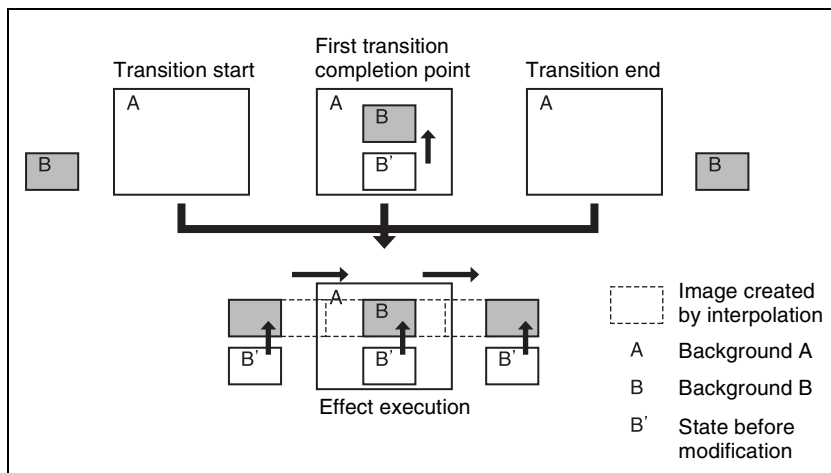 First transition
completion point
Transition start
Transition end
A
A
B
B'
A
B
B
A
B
B'
B'
B'
Effect execution
Image created
by interpolation
A Background A
B Background B
B' State before
modification